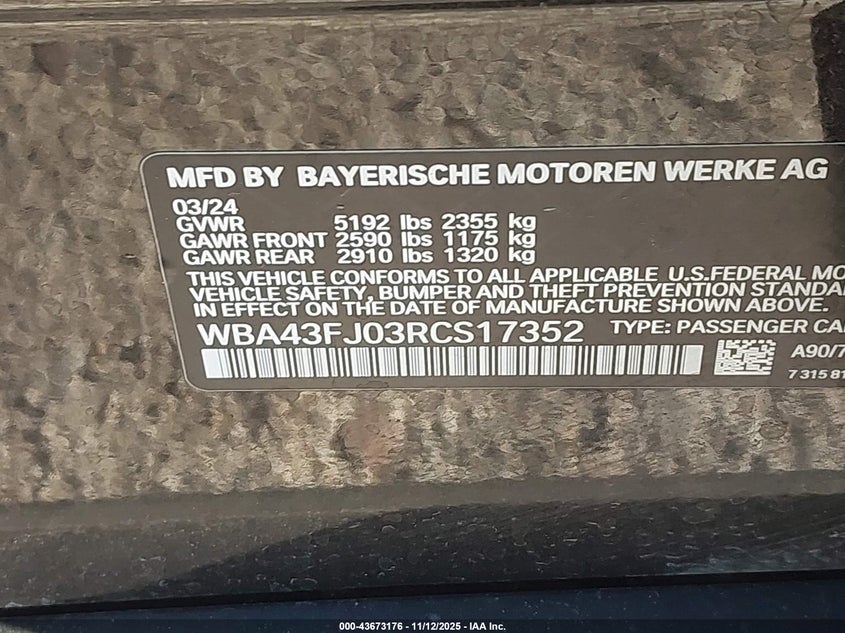 MFD BY BAYERISCHE MOTOREN WERKE AG
03/24
GVWR 5192 lbs 2355 kg
GAWR FRONT 2590 lbs 1175 kg
GAWR REAR 2910 lbs 1320 kg
THIS VEHICLE CONFORMS TO ALL APPLICABLE U.S.FEDERAL MO
VEHICLE SAFETY, BUMPER AND THEFT PREVENTION STANDA
IN EFFECT ON THE DATE OF MANUFACTURE SHOWN ABOVE.
WBA43FJ03RCS17352 TYPE: PASSENGER CA
A90/7
7 315 81
000-43673176 - 11/12/2025 - IAA Inc.